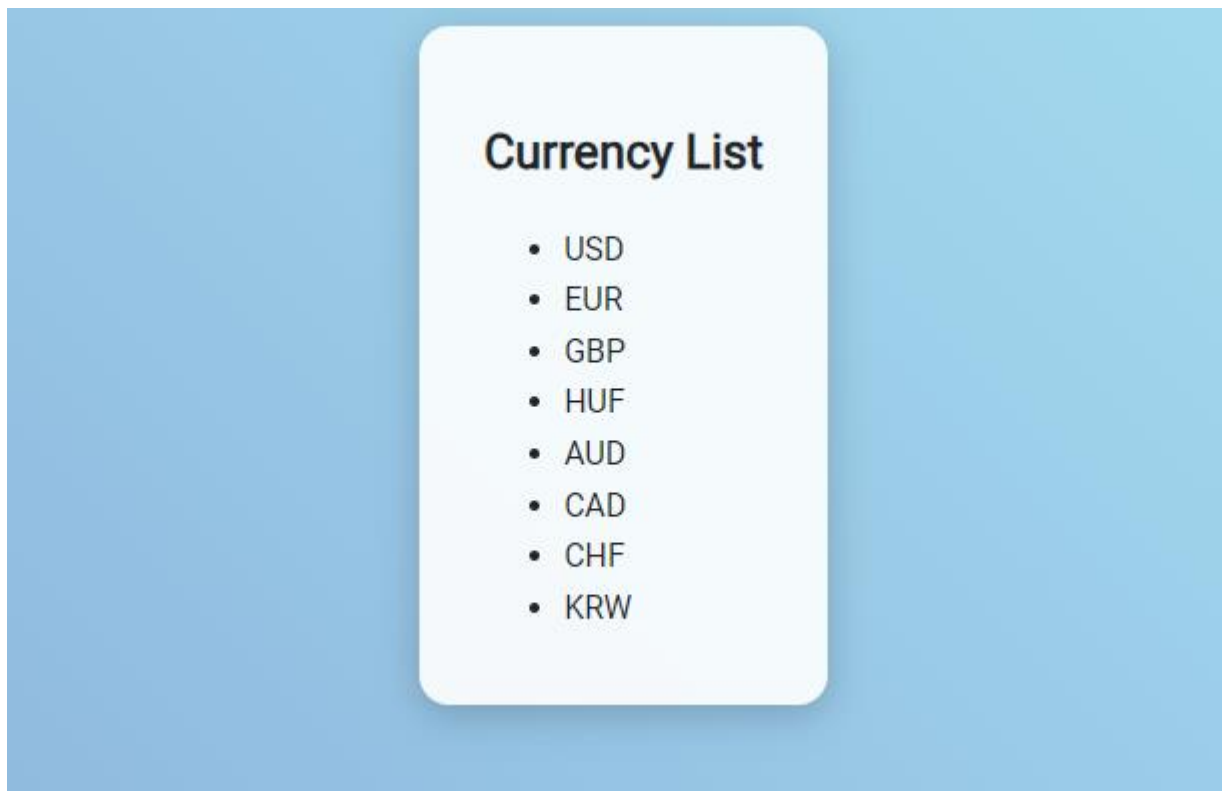 Currency List
• USD
• EUR
• GBP
• HUF
• AUD
• CAD
• CHF
• KRW